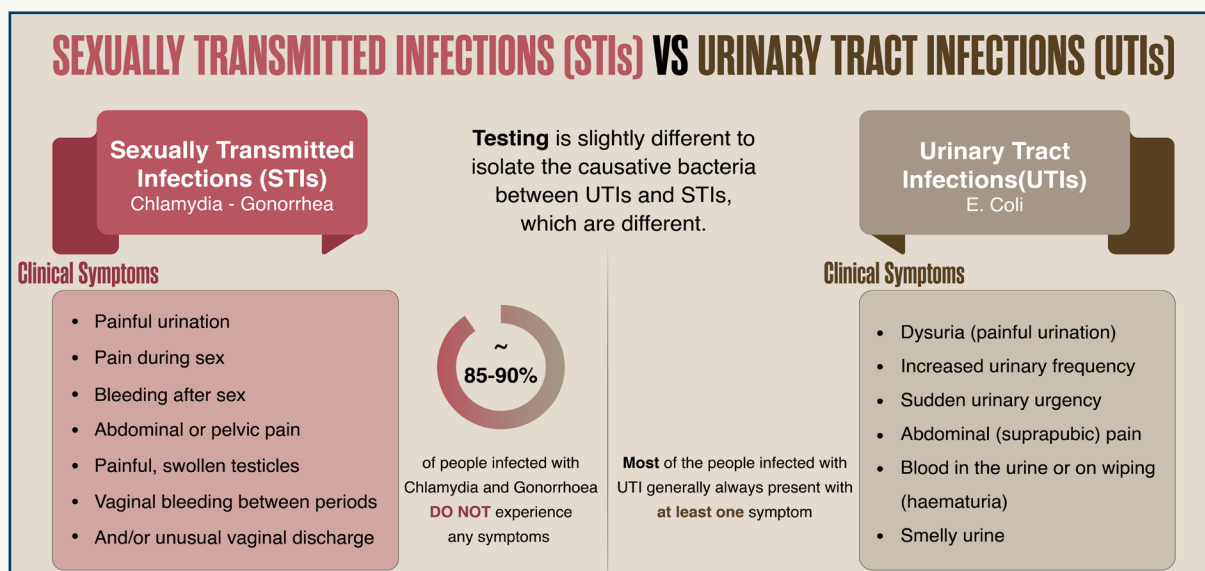 SEXUALLY TRANSMITTED INFECTIONS (STIs) VS URINARY TRACT INFECTIONS (UTIs)
Sexually Transmitted
Infections (STIs)
Chlamydia - Gonorrhea
Testing is slightly different to
isolate the causative bacteria
between UTIs and STIs,
which are different.
Urinary Tract
Infections(UTIs)
E. Coli
Clinical Symptoms
• Painful urination
• Pain during sex
• Bleeding after sex
• Abdominal or pelvic pain
• Painful, swollen testicles
• Vaginal bleeding between periods
• And/or unusual vaginal discharge
~
85-90%
of people infected with
Chlamydia and Gonorrhoea
DO NOT experience
any symptoms
Most of the people infected with
UTI generally always present with
at least one symptom
Clinical Symptoms
• Dysuria (painful urination)
• Increased urinary frequency
• Sudden urinary urgency
• Abdominal (suprapubic) pain
• Blood in the urine or on wiping
(haematuria)
• Smelly urine